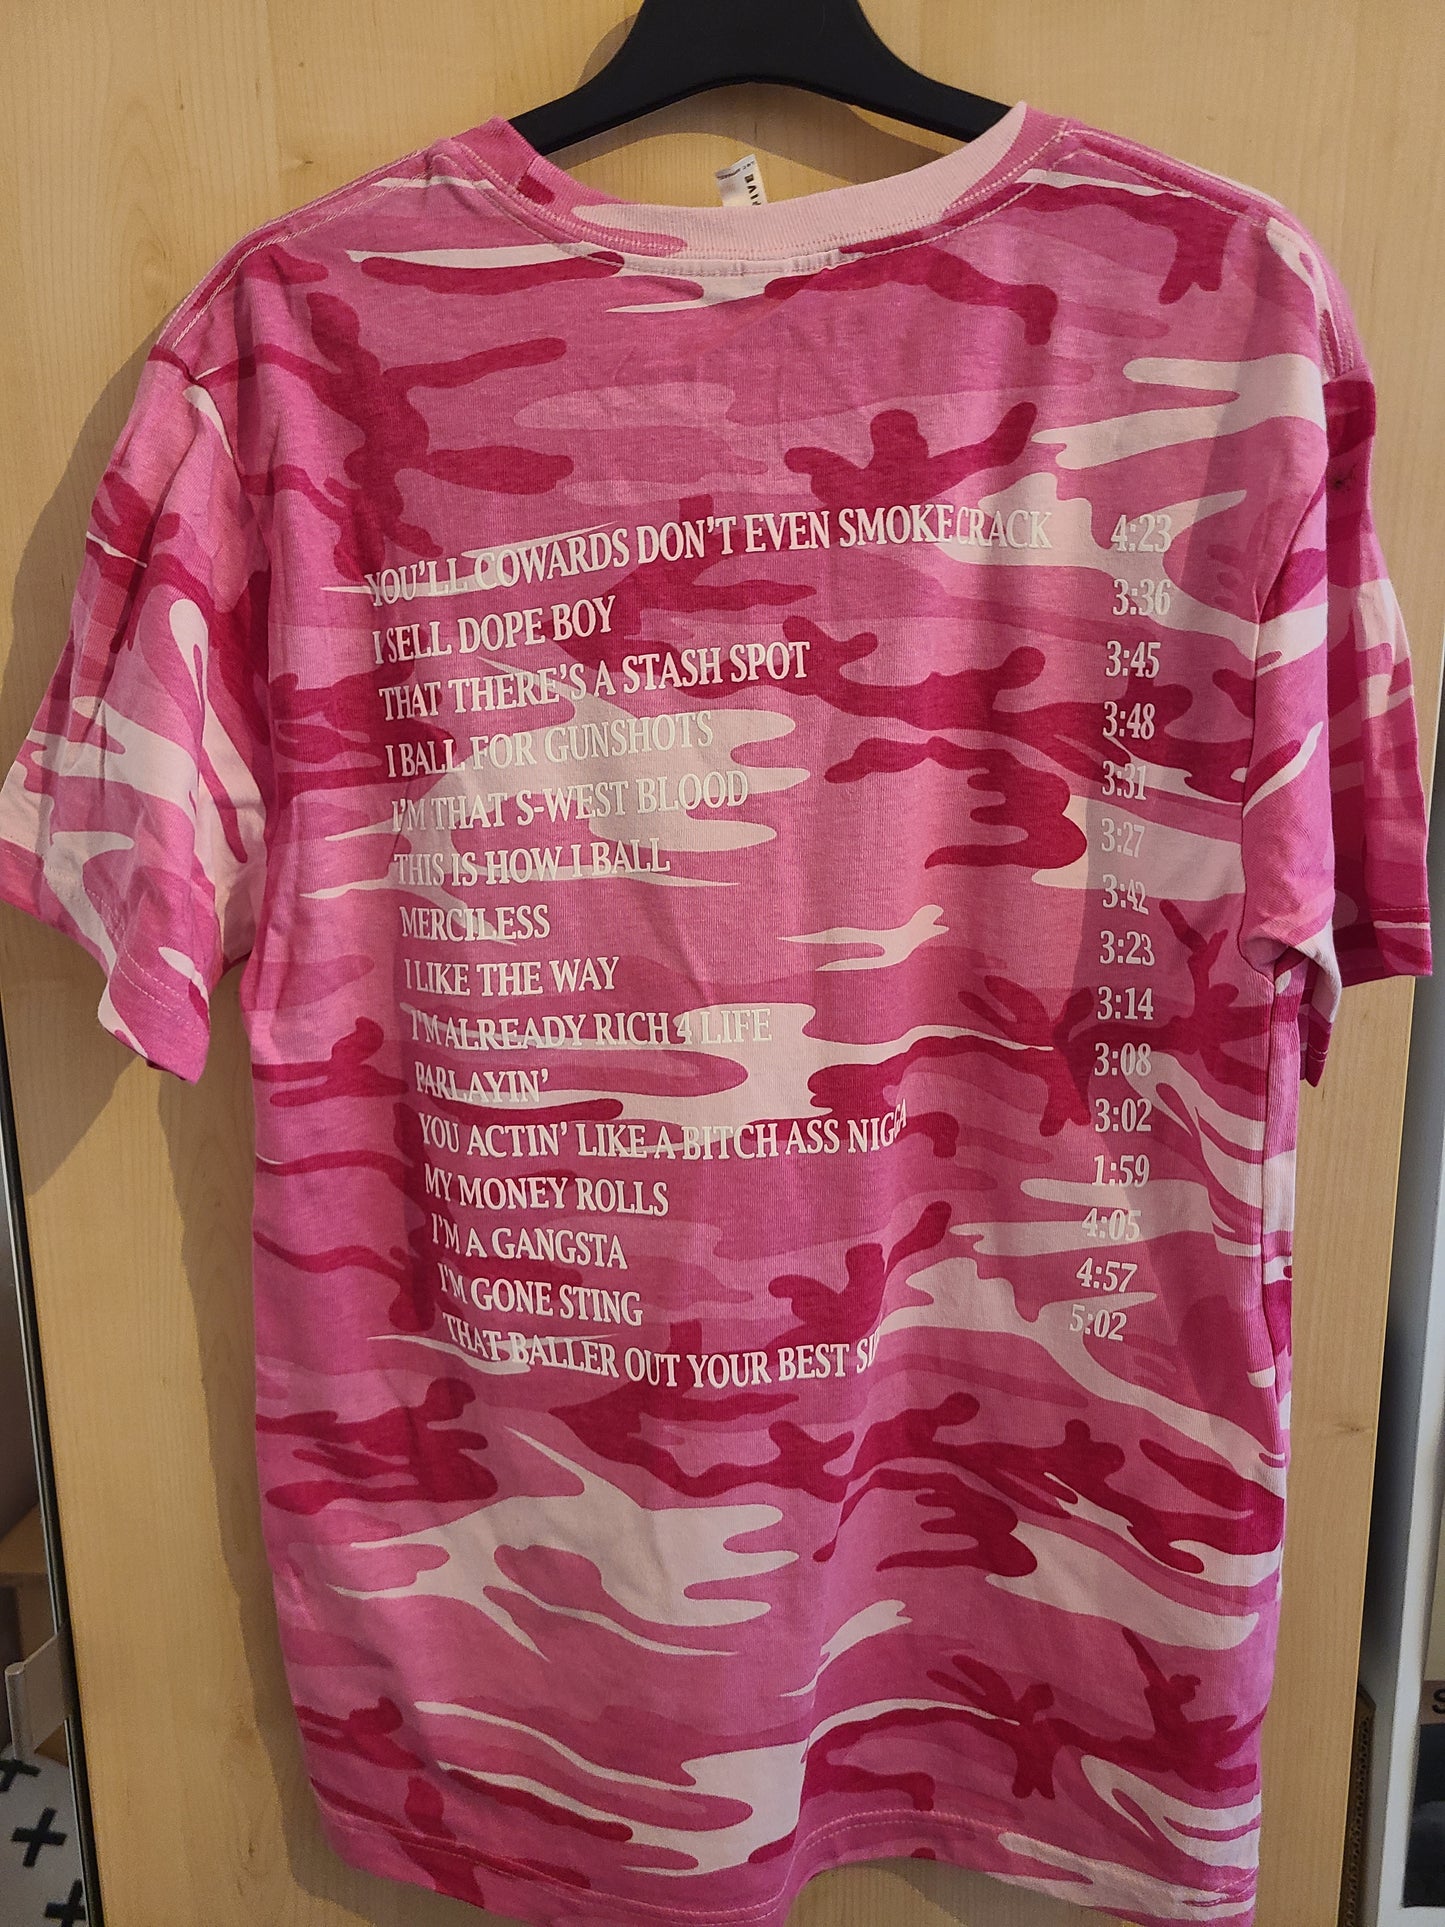 YOU'LL COWARDS DON'T EVEN SMOKE CRACK 4:23
I SELL DOPE BOY 3:36
THAT THERE'S A STASH SPOT 3:45
I BALL FOR GUNSHOTS 3:48
I'M THAT S-WEST BLOOD 3:31
THIS IS HOW I BALL 3:27
MERCILESS 3:42
I LIKE THE WAY 3:23
I'M ALREADY RICH 4 LIFE 3:14
PARLAYIN' 3:08
YOU ACTIN' LIKE A BITCH ASS NIGGA 3:02
MY MONEY ROLLS 1:59
I'M A GANGSTA 4:05
I'M GONE STING 4:57
THAT BALLER OUT YOUR BEST 5:02